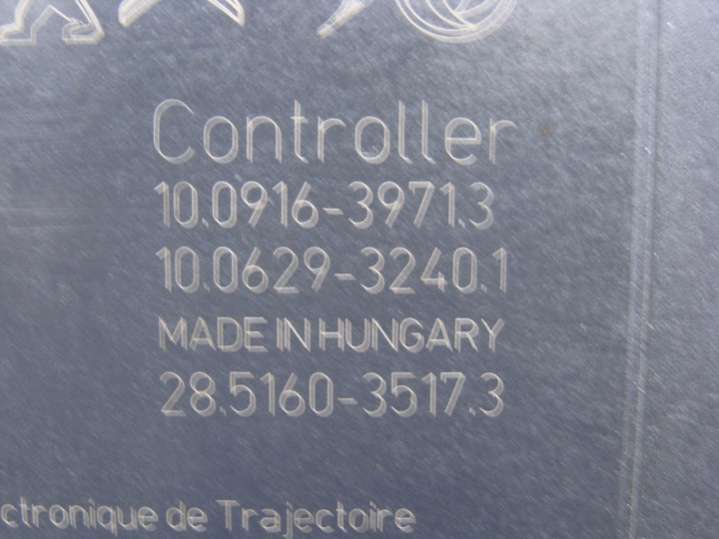 Controller
10.0916-3971.3
10.0629-3240.1
MADE IN HUNGARY
28.5160-3517.3
ctronique de Trajectoire